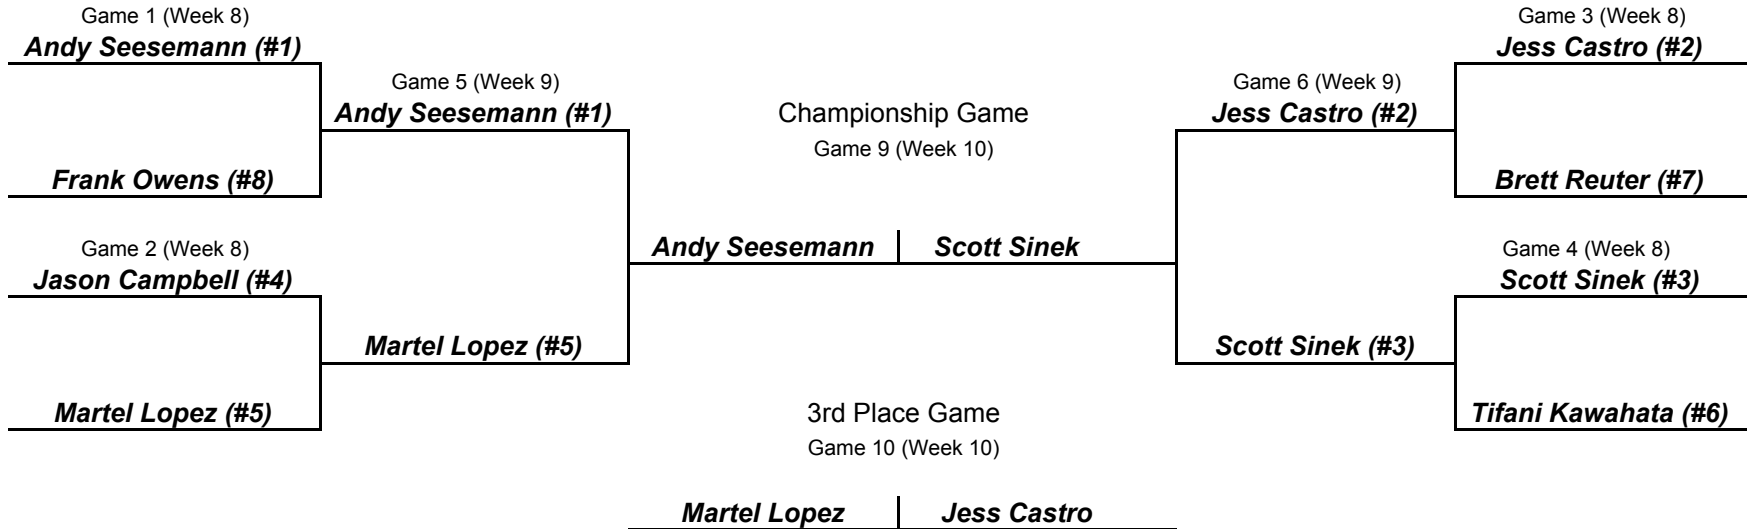 Game 1 (Week 8)
Andy Seesemann (#1)
Frank Owens (#8)
Game 2 (Week 8)
Jason Campbell (#4)
Martel Lopez (#5)
Game 5 (Week 9)
Andy Seesemann (#1)
Martel Lopez (#5)
Championship Game
Game 9 (Week 10)
Andy Seesemann
Scott Sinek
3rd Place Game
Game 10 (Week 10)
Martel Lopez
Jess Castro
Game 6 (Week 9)
Jess Castro (#2)
Scott Sinek (#3)
Game 3 (Week 8)
Jess Castro (#2)
Brett Reuter (#7)
Game 4 (Week 8)
Scott Sinek (#3)
Tifani Kawahata (#6)